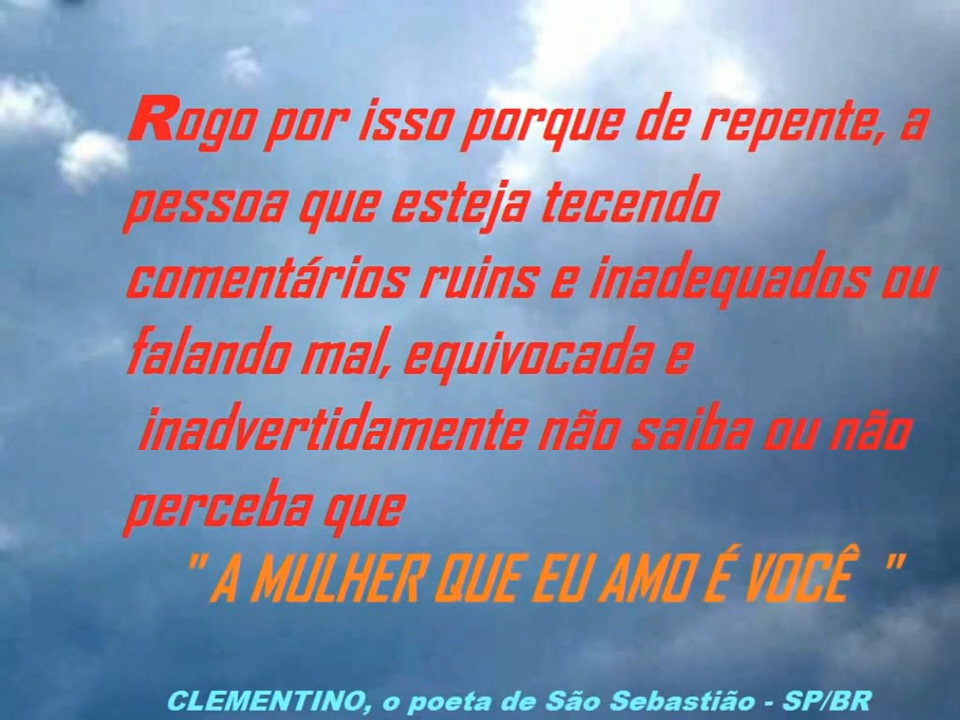 Rogo por isso porque de repente, a
pessoa que esteja tecendo
comentários ruins e inadequados ou
falando mal, equivocada e
inadvertidamente não saiba ou não
perceba que
" A MULHER QUE EU AMO É VOCÊ "
CLEMENTINO, o poeta de São Sebastião - SP/BR